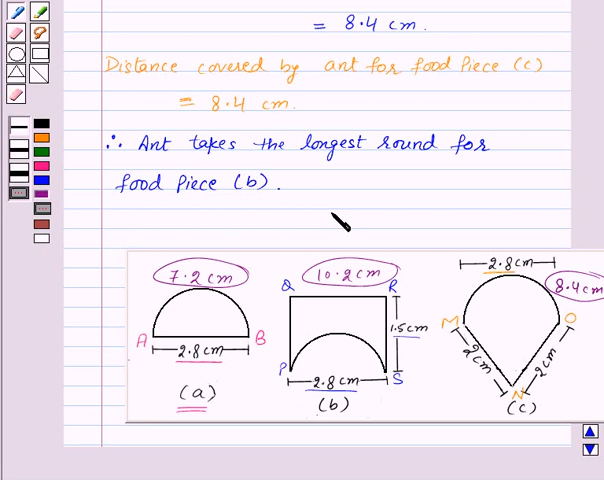 = 8.4 cm.
Distance covered by ant for food Piece (c)
= 8.4 cm.
∴ Ant takes the longest round for
food Piece (b).
7.2 cm
10.2 cm
2.8 cm
8.4 cm
Q R
M O
A B
1.5 cm
2.8 cm
2 cm 2 cm
P S
2.8 cm
N
(a)
(b)
(c)